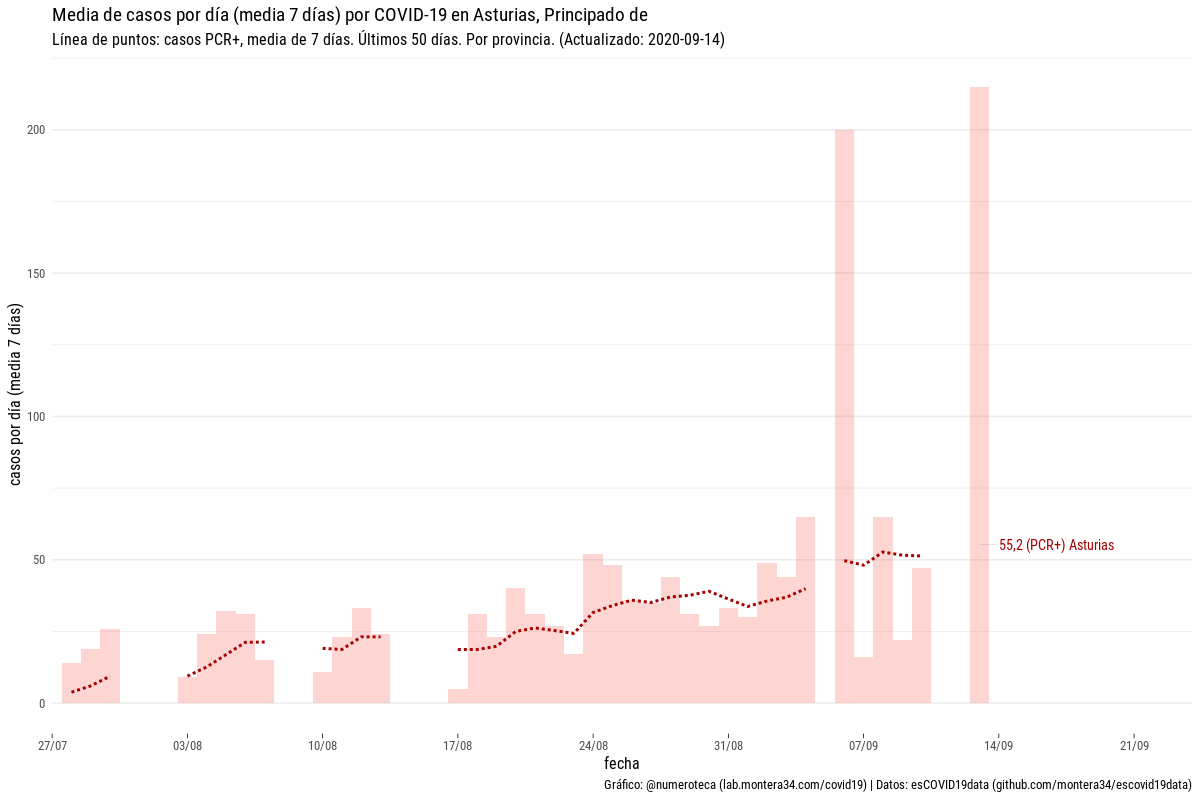 Media de casos por día (media 7 días) por COVID-19 en Asturias, Principado de
Línea de puntos: casos PCR+, media de 7 días. Últimos 50 días. Por provincia. (Actualizado: 2020-09-14)
casos por día (media 7 días)
200
150
100
50
0
55,2 (PCR+) Asturias
27/07
03/08
10/08
17/08
24/08
31/08
07/09
14/09
21/09
fecha
Gráfico: @numeroteca (lab.montera34.com/covid19) | Datos: esCOVID19data (github.com/montera34/escovid19data)